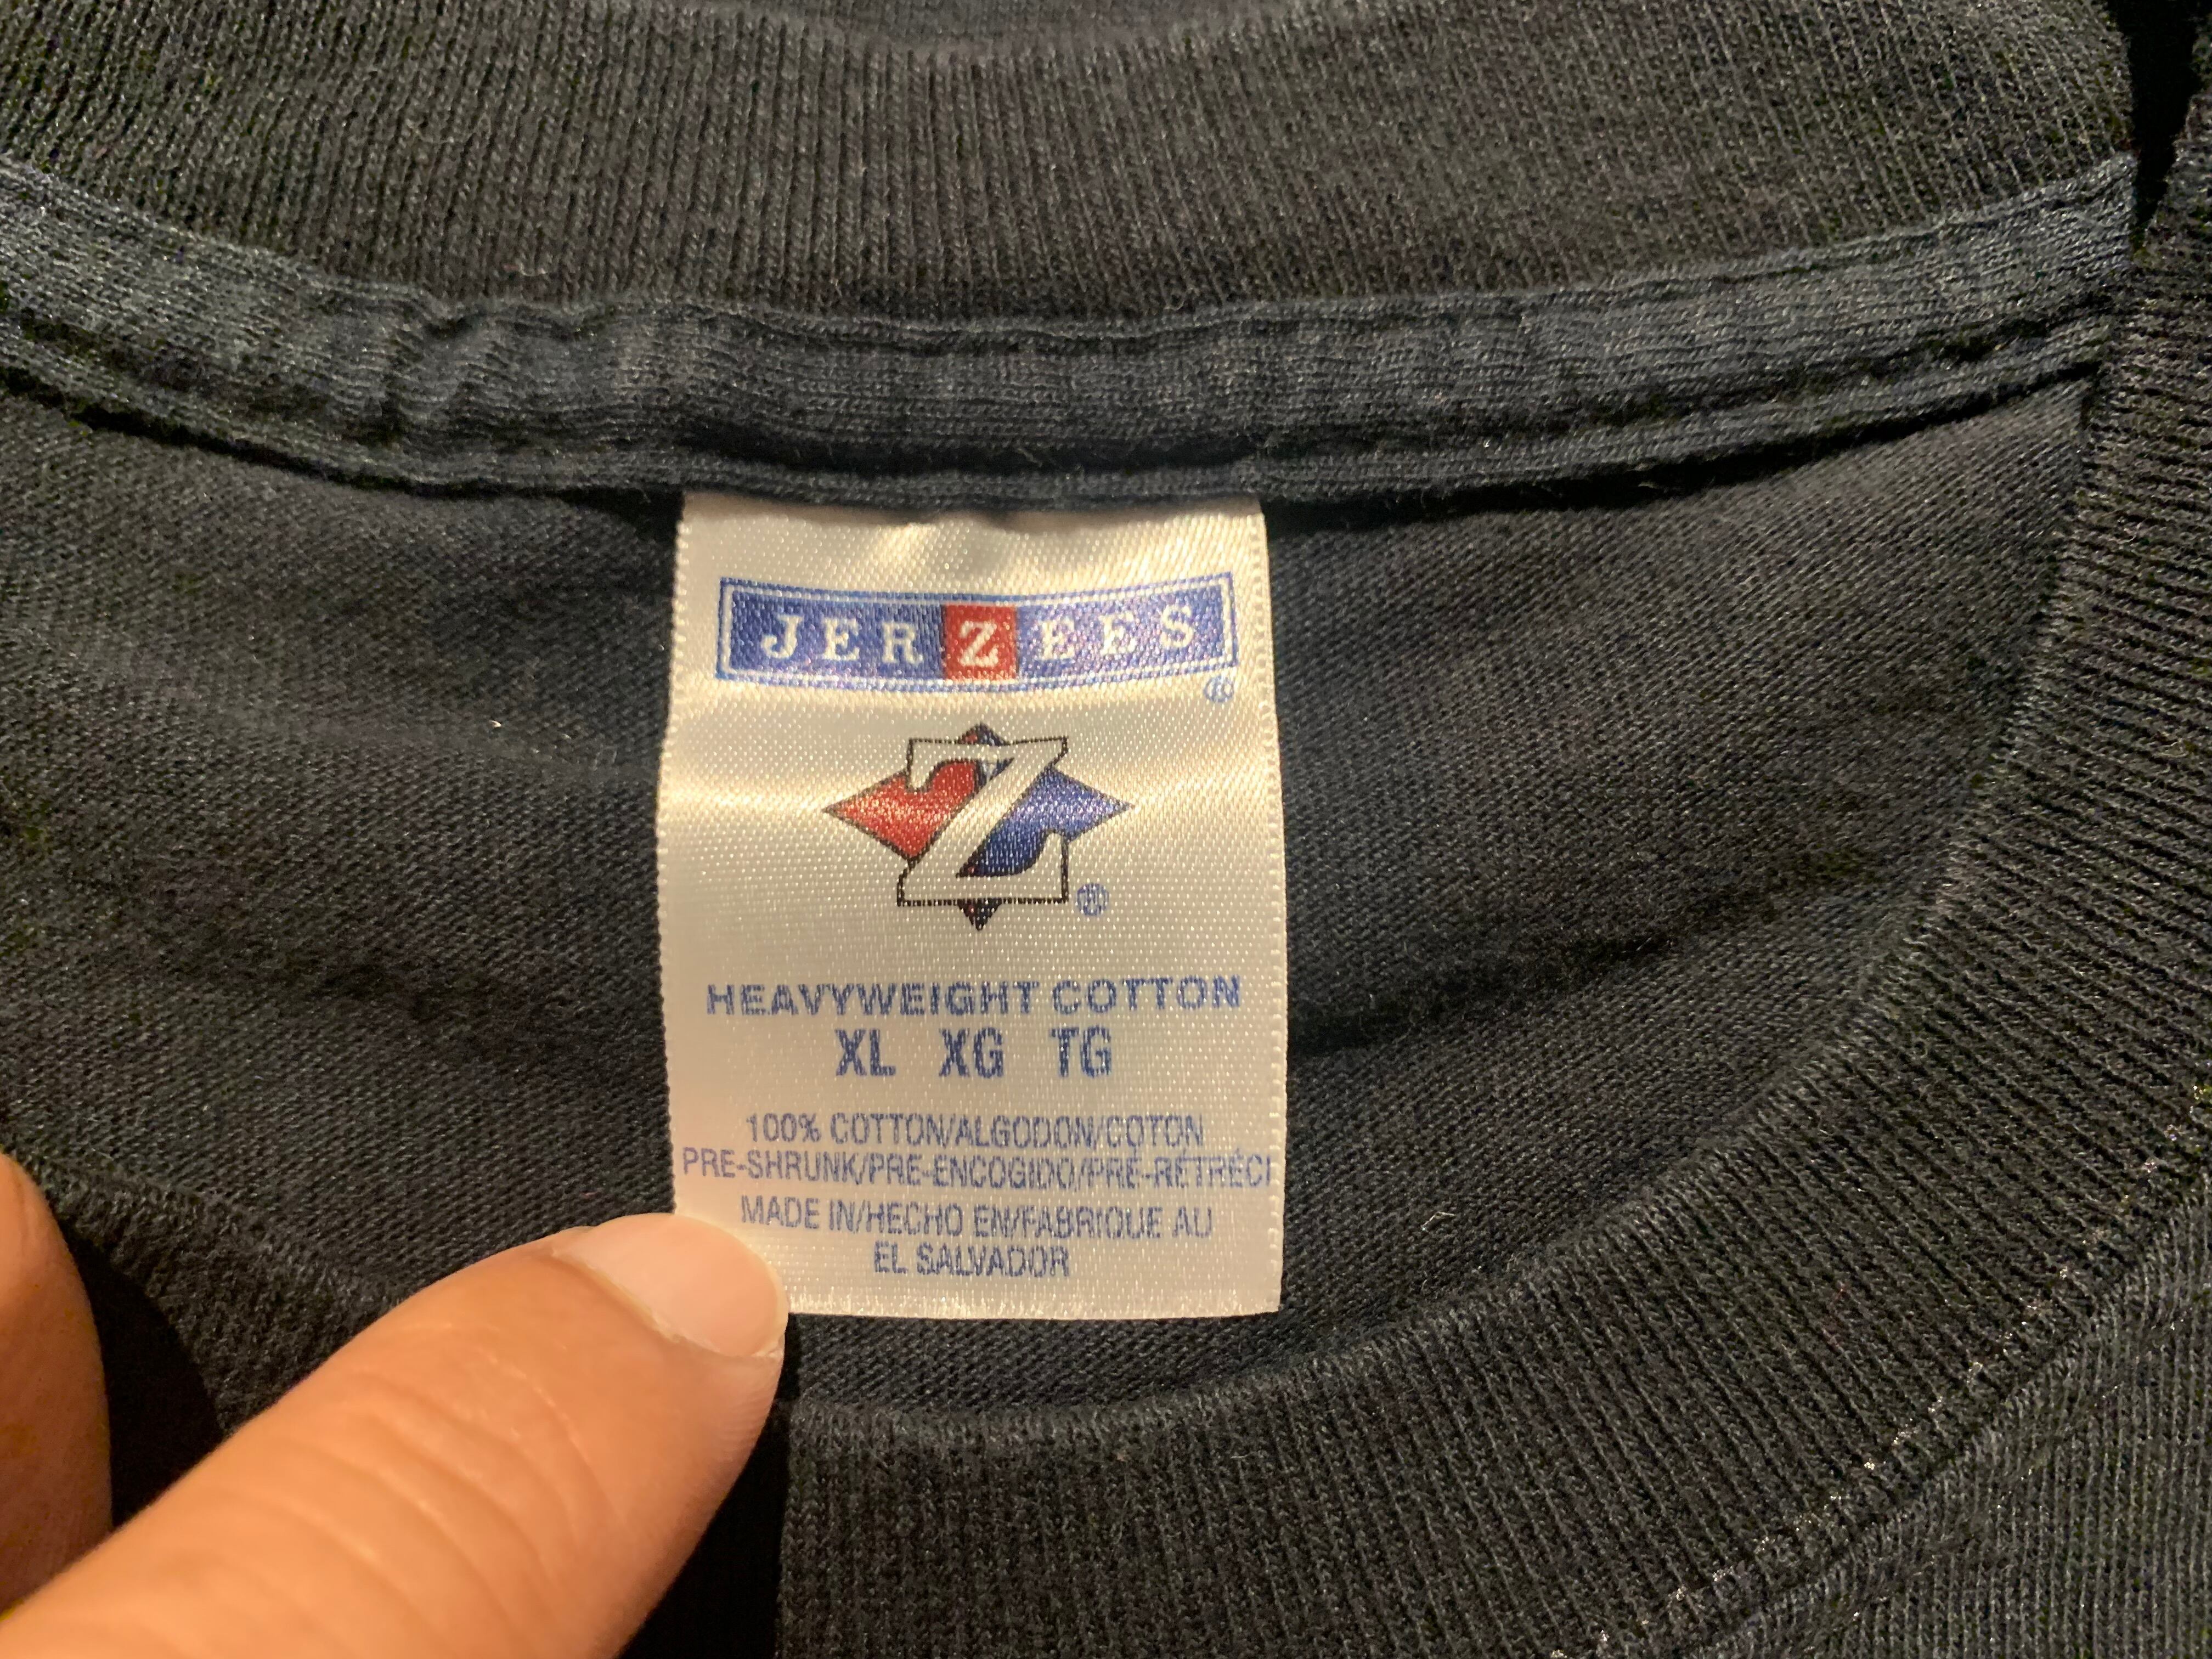 JERZEES
®
Z
®
HEAVYWEIGHT COTTON
XL XG TG
100% COTTON/ALGODON/COTON
PRE-SHRUNK/PRE-ENCOGIDO/PRÉ-RÉTRÉCI
MADE IN/HECHO EN/FABRIQUE AU
EL SALVADOR